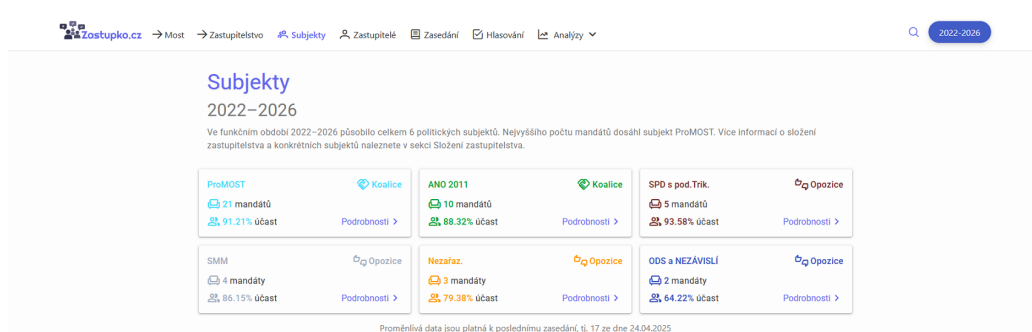 Zastupko.cz Most Zastupitelstvo Subjekty Zastupitelé Zasedání Hlasování Analýzy 2022-2026
Subjekty
2022–2026
Ve funkčním období 2022–2026 působilo celkem 6 politických subjektů. Nejvyššího počtu mandátů dosáhl subjekt ProMOST. Více informací o složení
zastupitelstva a konkrétních subjektů naleznete v sekci Složení zastupitelstva.
ProMOST Koalice
21 mandátů
91.21% účast Podrobnosti
ANO 2011 Koalice
10 mandátů
88.32% účast Podrobnosti
SPD s pod.Trik. Opozice
5 mandátů
93.58% účast Podrobnosti
SMM Opozice
4 mandáty
86.15% účast Podrobnosti
Nezařaz. Opozice
3 mandáty
79.38% účast Podrobnosti
ODS a NEZÁVISLÍ Opozice
2 mandáty
64.22% účast Podrobnosti
Proměnlivá data jsou platná k poslednímu zasedání, tj. 17 ze dne 24.04.2025